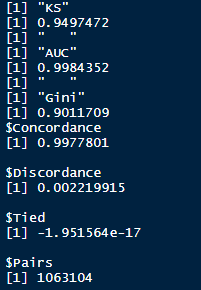 [1] "KS"
[1] 0.9497472
[1] "   "
[1] "AUC"
[1] 0.9984352
[1] "   "
[1] "Gini"
[1] 0.9011709
$Concordance
[1] 0.9977801
$Discordance
[1] 0.002219915
$Tied
[1] -1.951564e-17
$Pairs
[1] 1063104